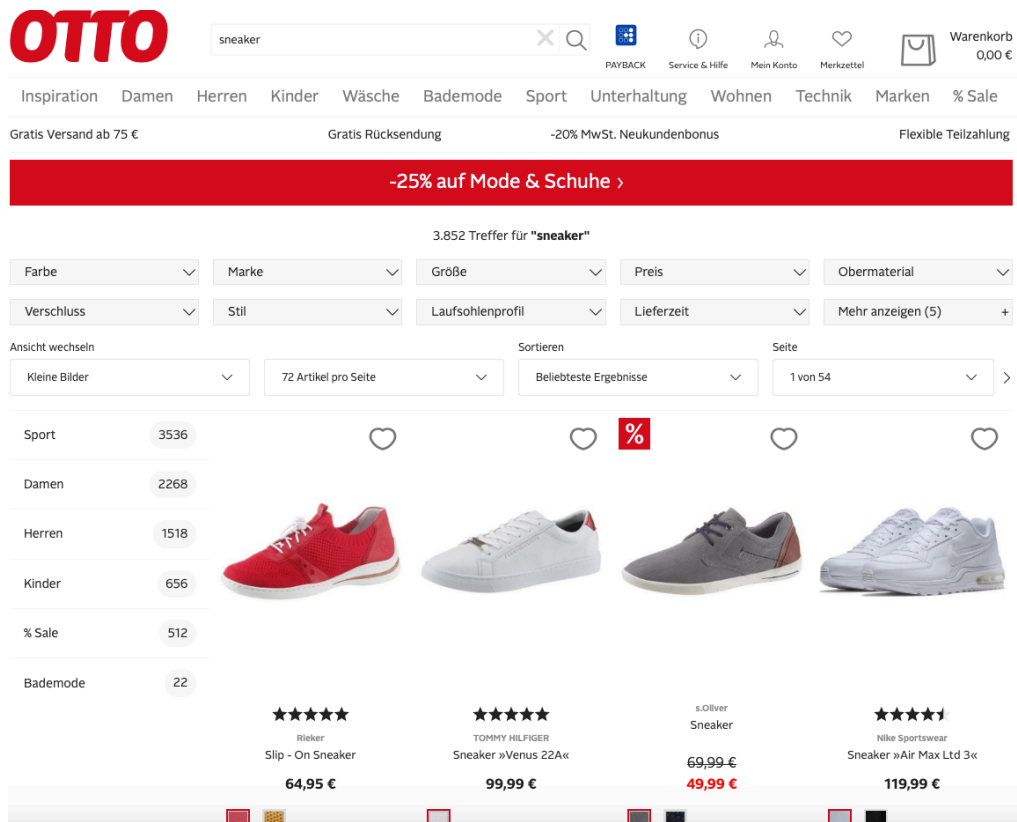 OTTO
sneaker
PAYBACK
Service & Hilfe
Mein Konto
Merkzettel
Warenkorb
0,00 €
Inspiration Damen Herren Kinder Wäsche Bademode Sport Unterhaltung Wohnen Technik Marken % Sale
Gratis Versand ab 75 € Gratis Rücksendung -20% MwSt. Neukundenbonus Flexible Teilzahlung
-25% auf Mode & Schuhe ›
3.852 Treffer für "sneaker"
Farbe Marke Größe Preis Obermaterial
Verschluss Stil Laufsohlenprofil Lieferzeit Mehr anzeigen (5) +
Ansicht wechseln Sortieren Seite
Kleine Bilder 72 Artikel pro Seite Beliebteste Ergebnisse 1 von 54
Sport 3536
Damen 2268
Herren 1518
Kinder 656
% Sale 512
Bademode 22
%
Rieker
Slip - On Sneaker
64,95 €
TOMMY HILFIGER
Sneaker »Venus 22A«
99,99 €
s.Oliver
Sneaker
69,99 €
49,99 €
Nike Sportswear
Sneaker »Air Max Ltd 3«
119,99 €